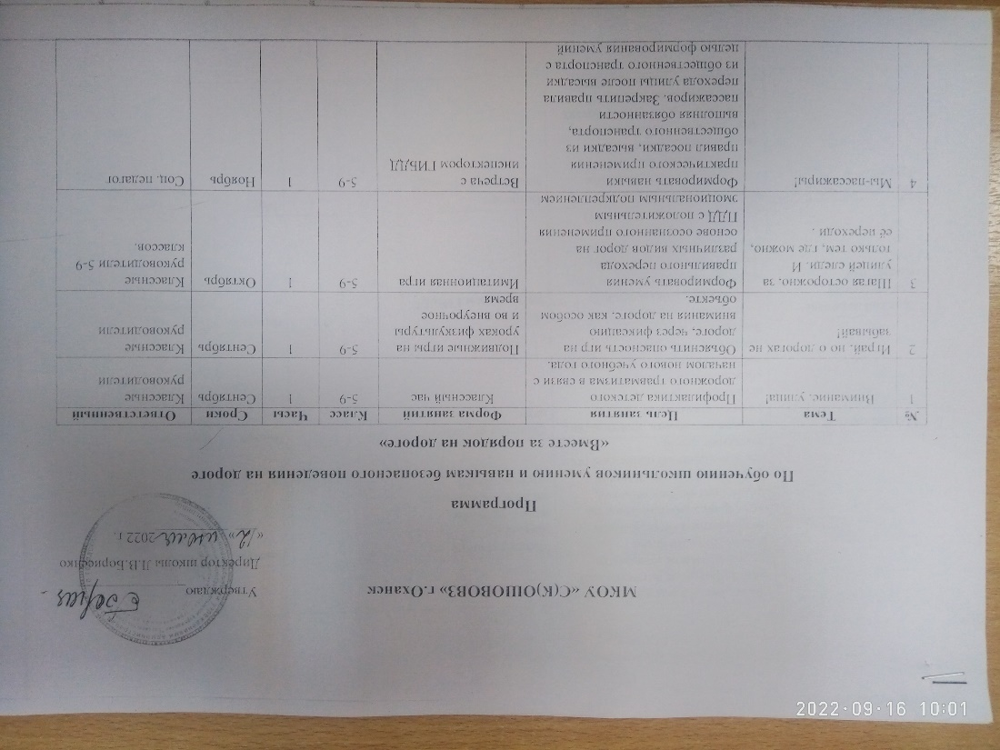 МКОУ «С(К)ОШОВОВЗ» г.Оханск
Утверждаю
Директор школы Л.В.Борисенко
«12» июля 2022 г.
Программа
По обучению школьников умению и навыкам безопасного поведения на дороге
«Вместе за порядок на дороге»
№ Тема Цель занятия Форма занятий Класс Часы Сроки Ответственный
1 Внимание, улица! Профилактика детского Классный час 5-9 1 Сентябрь Классные
дорожного травматизма в связи с руководители
началом нового учебного года.
2 Играй, но о дорогах не Объяснить опасность игр на Подвижные игры на 5-9 1 Сентябрь Классные
забывай! дороге, через фиксацию уроках физкультуры руководители
внимания на дороге, как особом и во внеурочное
объекте. время
3 Шагая осторожно, за Формировать умения Имитационная игра 5-9 1 Октябрь Классные
улицей следи. И правильного перехода руководители 5-9
только тем, где можно, различных видов дорог на классов.
её переходи . основе осознанного применения
ПДД с положительным
эмоциональным подкреплением
4 Мы-пассажиры! Формировать навыки Встреча с 5-9 1 Ноябрь Соц. педагог
практического применения инспектором ГИБДД
правил посадки, высадки из
общественного транспорта,
выполняя обязанности
пассажиров. Закрепить правила
перехода улицы после высадки
из общественного транспорта с
целью формирования умений
2022-09-16 10:01